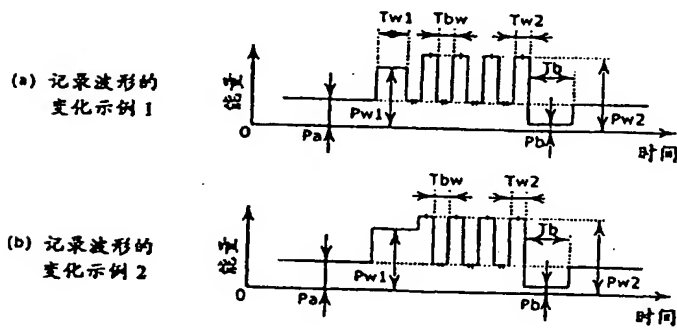 Tw1 Tbw Tw2
(a) 记录波形的
变化示例 1
能量
Tb
Pw1
Pw2
O
Pa
Pb
时间
Tbw Tw2
(b) 记录波形的
变化示例 2
能量
Tb
Pw1
Pw2
O
Pa
Pb
时间